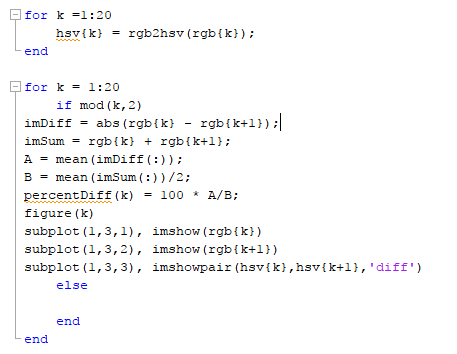 for k =1:20
hsv{k} = rgb2hsv(rgb{k});
end
for k = 1:20
if mod(k,2)
imDiff = abs(rgb{k} - rgb{k+1});
imSum = rgb{k} + rgb{k+1};
A = mean(imDiff(:));
B = mean(imSum(:))/2;
percentDiff(k) = 100 * A/B;
figure(k)
subplot(1,3,1), imshow(rgb{k})
subplot(1,3,2), imshow(rgb{k+1})
subplot(1,3,3), imshowpair(hsv{k},hsv{k+1},'diff')
else
end
end